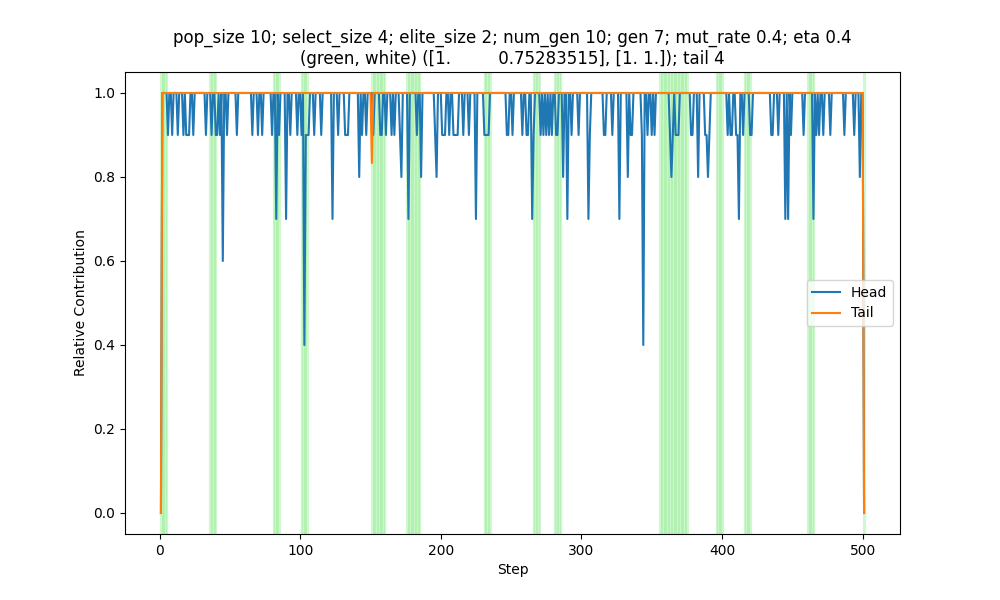 pop_size 10; select_size 4; elite_size 2; num_gen 10; gen 7; mut_rate 0.4; eta 0.4
(green, white) ([1. 0.75283515], [1. 1.]); tail 4
1.0
0.8
0.6
0.4
0.2
0.0
Relative Contribution
Head
Tail
0
100
200
300
400
500
Step